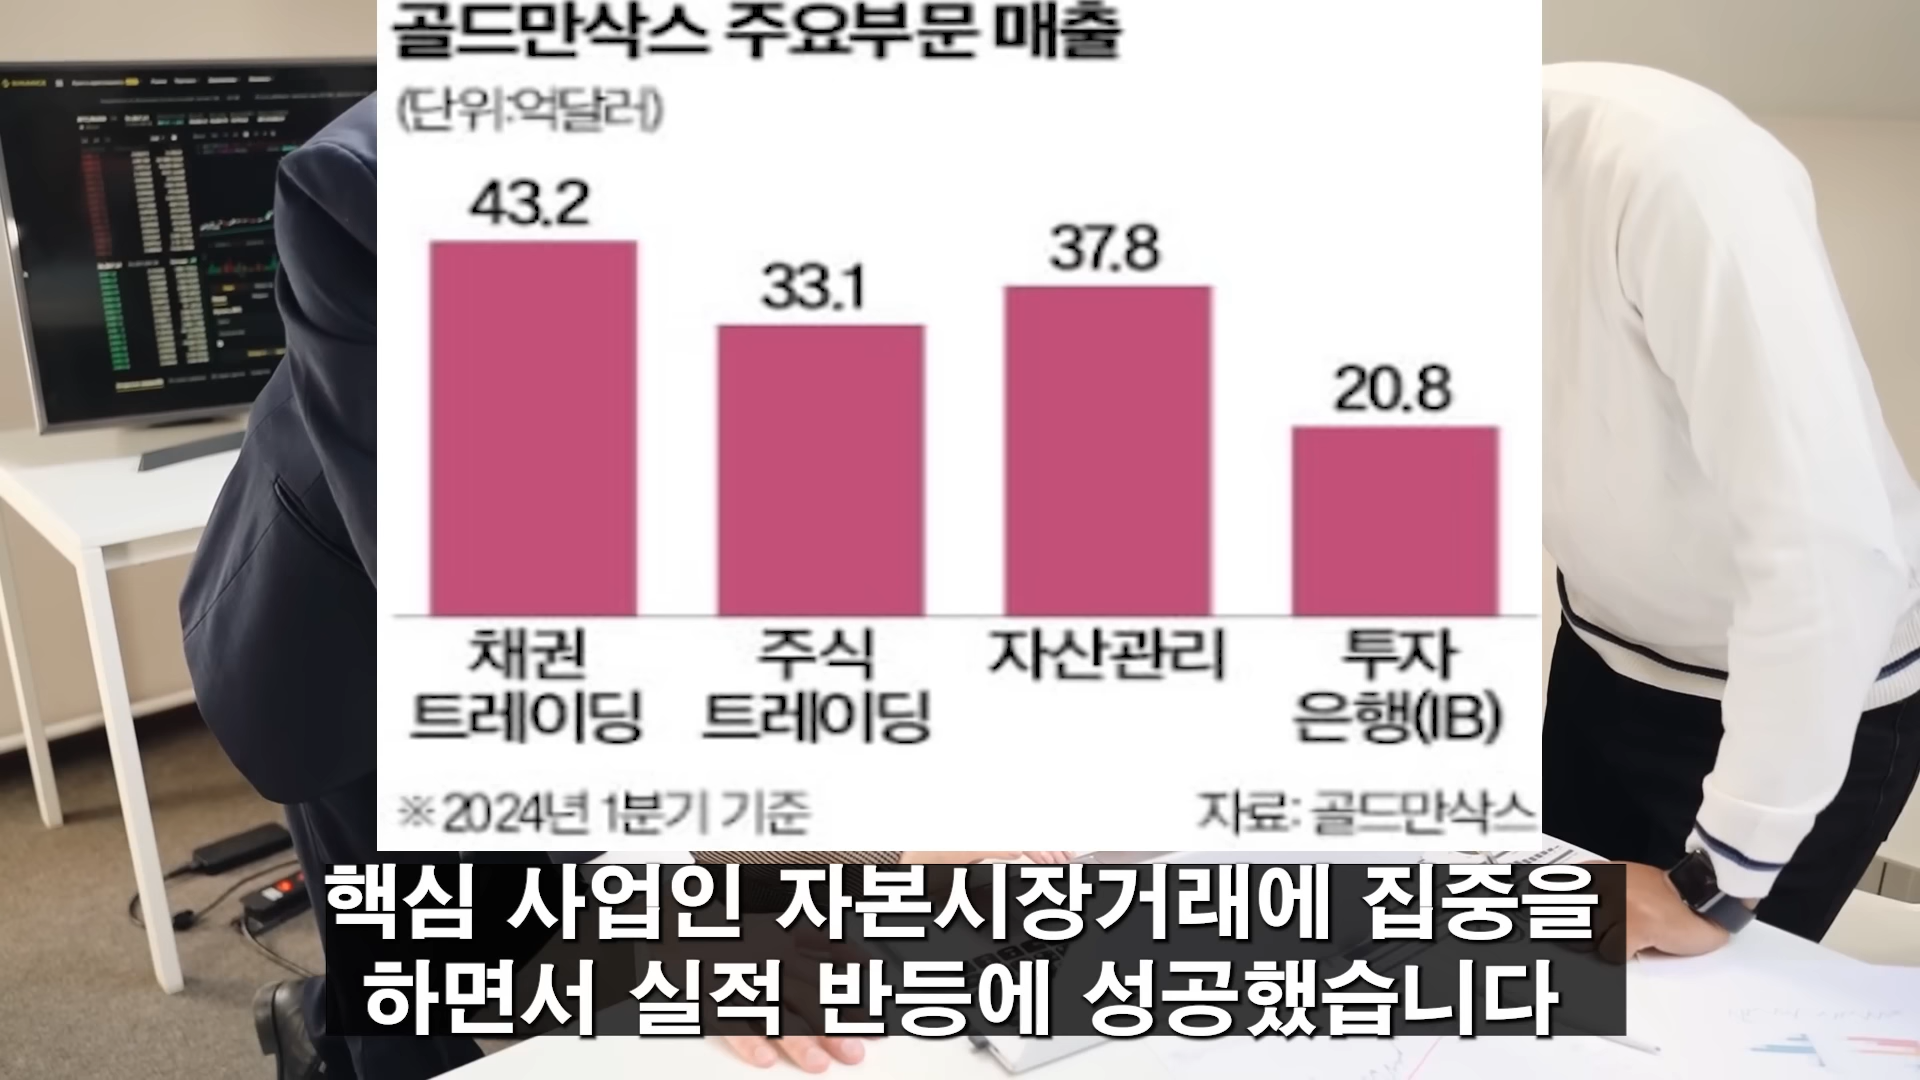 골드만삭스 주요부문 매출
(단위:억달러)
43.2
33.1
37.8
20.8
채권
트레이딩
주식
트레이딩
자산관리
투자
은행(IB)
※2024년 1분기 기준
자료: 골드만삭스
핵심 사업인 자본시장거래에 집중을
하면서 실적 반등에 성공했습니다